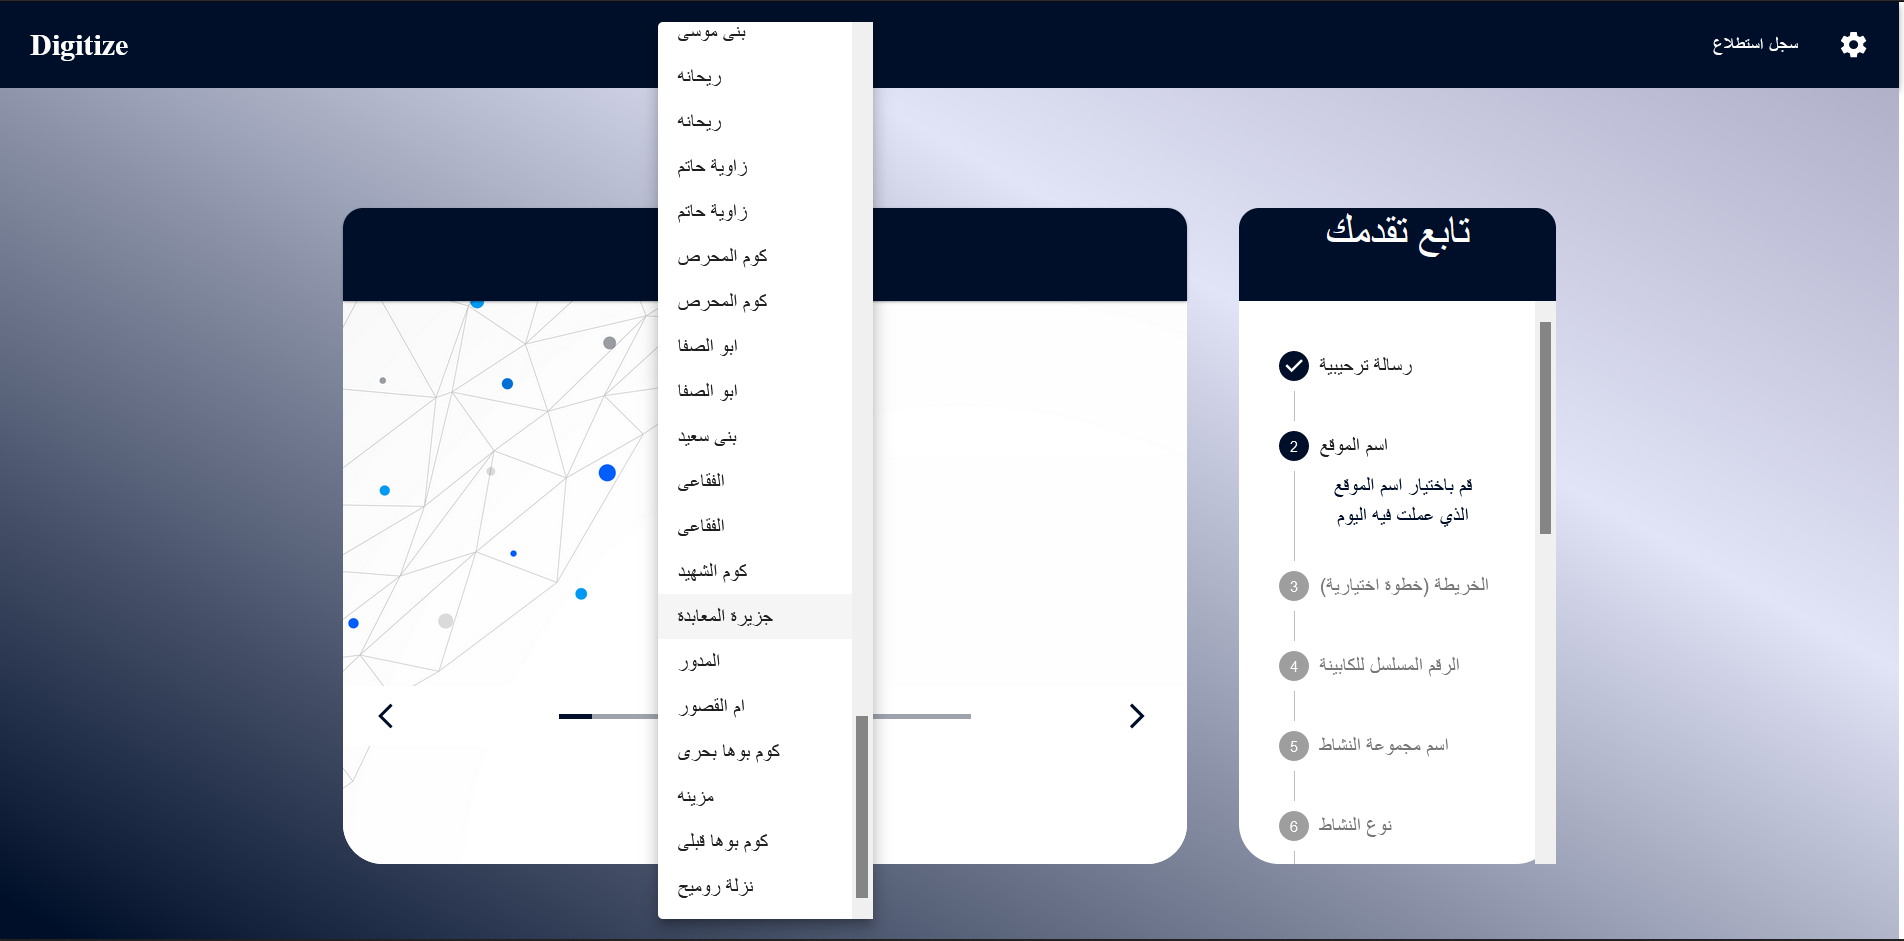 Digitize
سجل استطلاع
بنى موسى
ريحانه
ريحانه
زاوية حاتم
زاوية حاتم
كوم المحرص
كوم المحرص
ابو الصفا
ابو الصفا
بنى سعيد
الفقاعى
الفقاعى
كوم الشهيد
جزيرة المعابدة
المدور
ام القصور
كوم بوها بحرى
مزينه
كوم بوها قبلى
نزلة روميح
تابع تقدمك
رسالة ترحيبية
2 اسم الموقع
قم باختيار اسم الموقع
الذي عملت فيه اليوم
3 الخريطة (خطوة اختيارية)
4 الرقم المسلسل للكابينة
5 اسم مجموعة النشاط
6 نوع النشاط